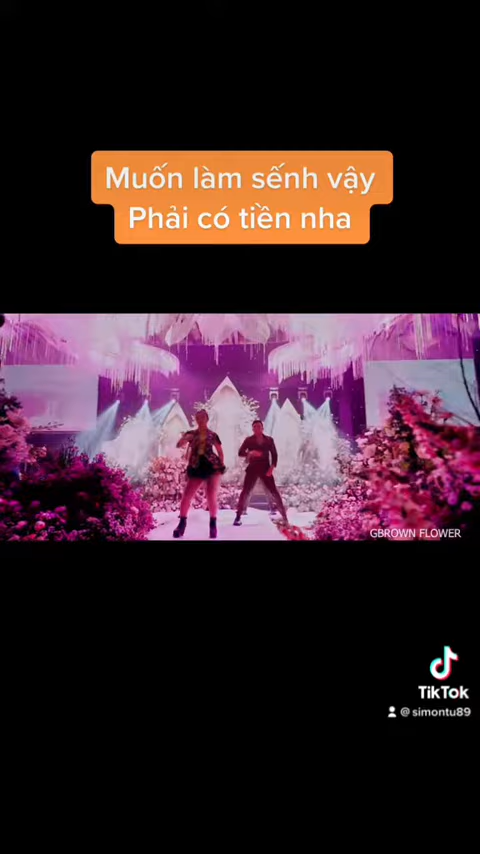 Muốn làm sếnh vậy
Phải có tiền nha
GBROWN FLOWER
TikTok
@simontu89